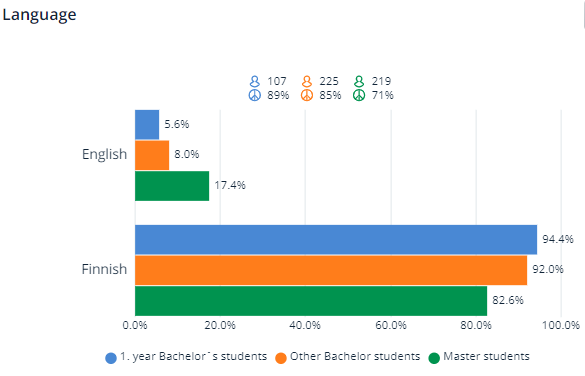 Language
107 225 219
89% 85% 71%
5.6%
English 8.0%
17.4%
94.4%
Finnish 92.0%
82.6%
0.0% 20.0% 40.0% 60.0% 80.0% 100.0%
1. year Bachelor´s students Other Bachelor students Master students